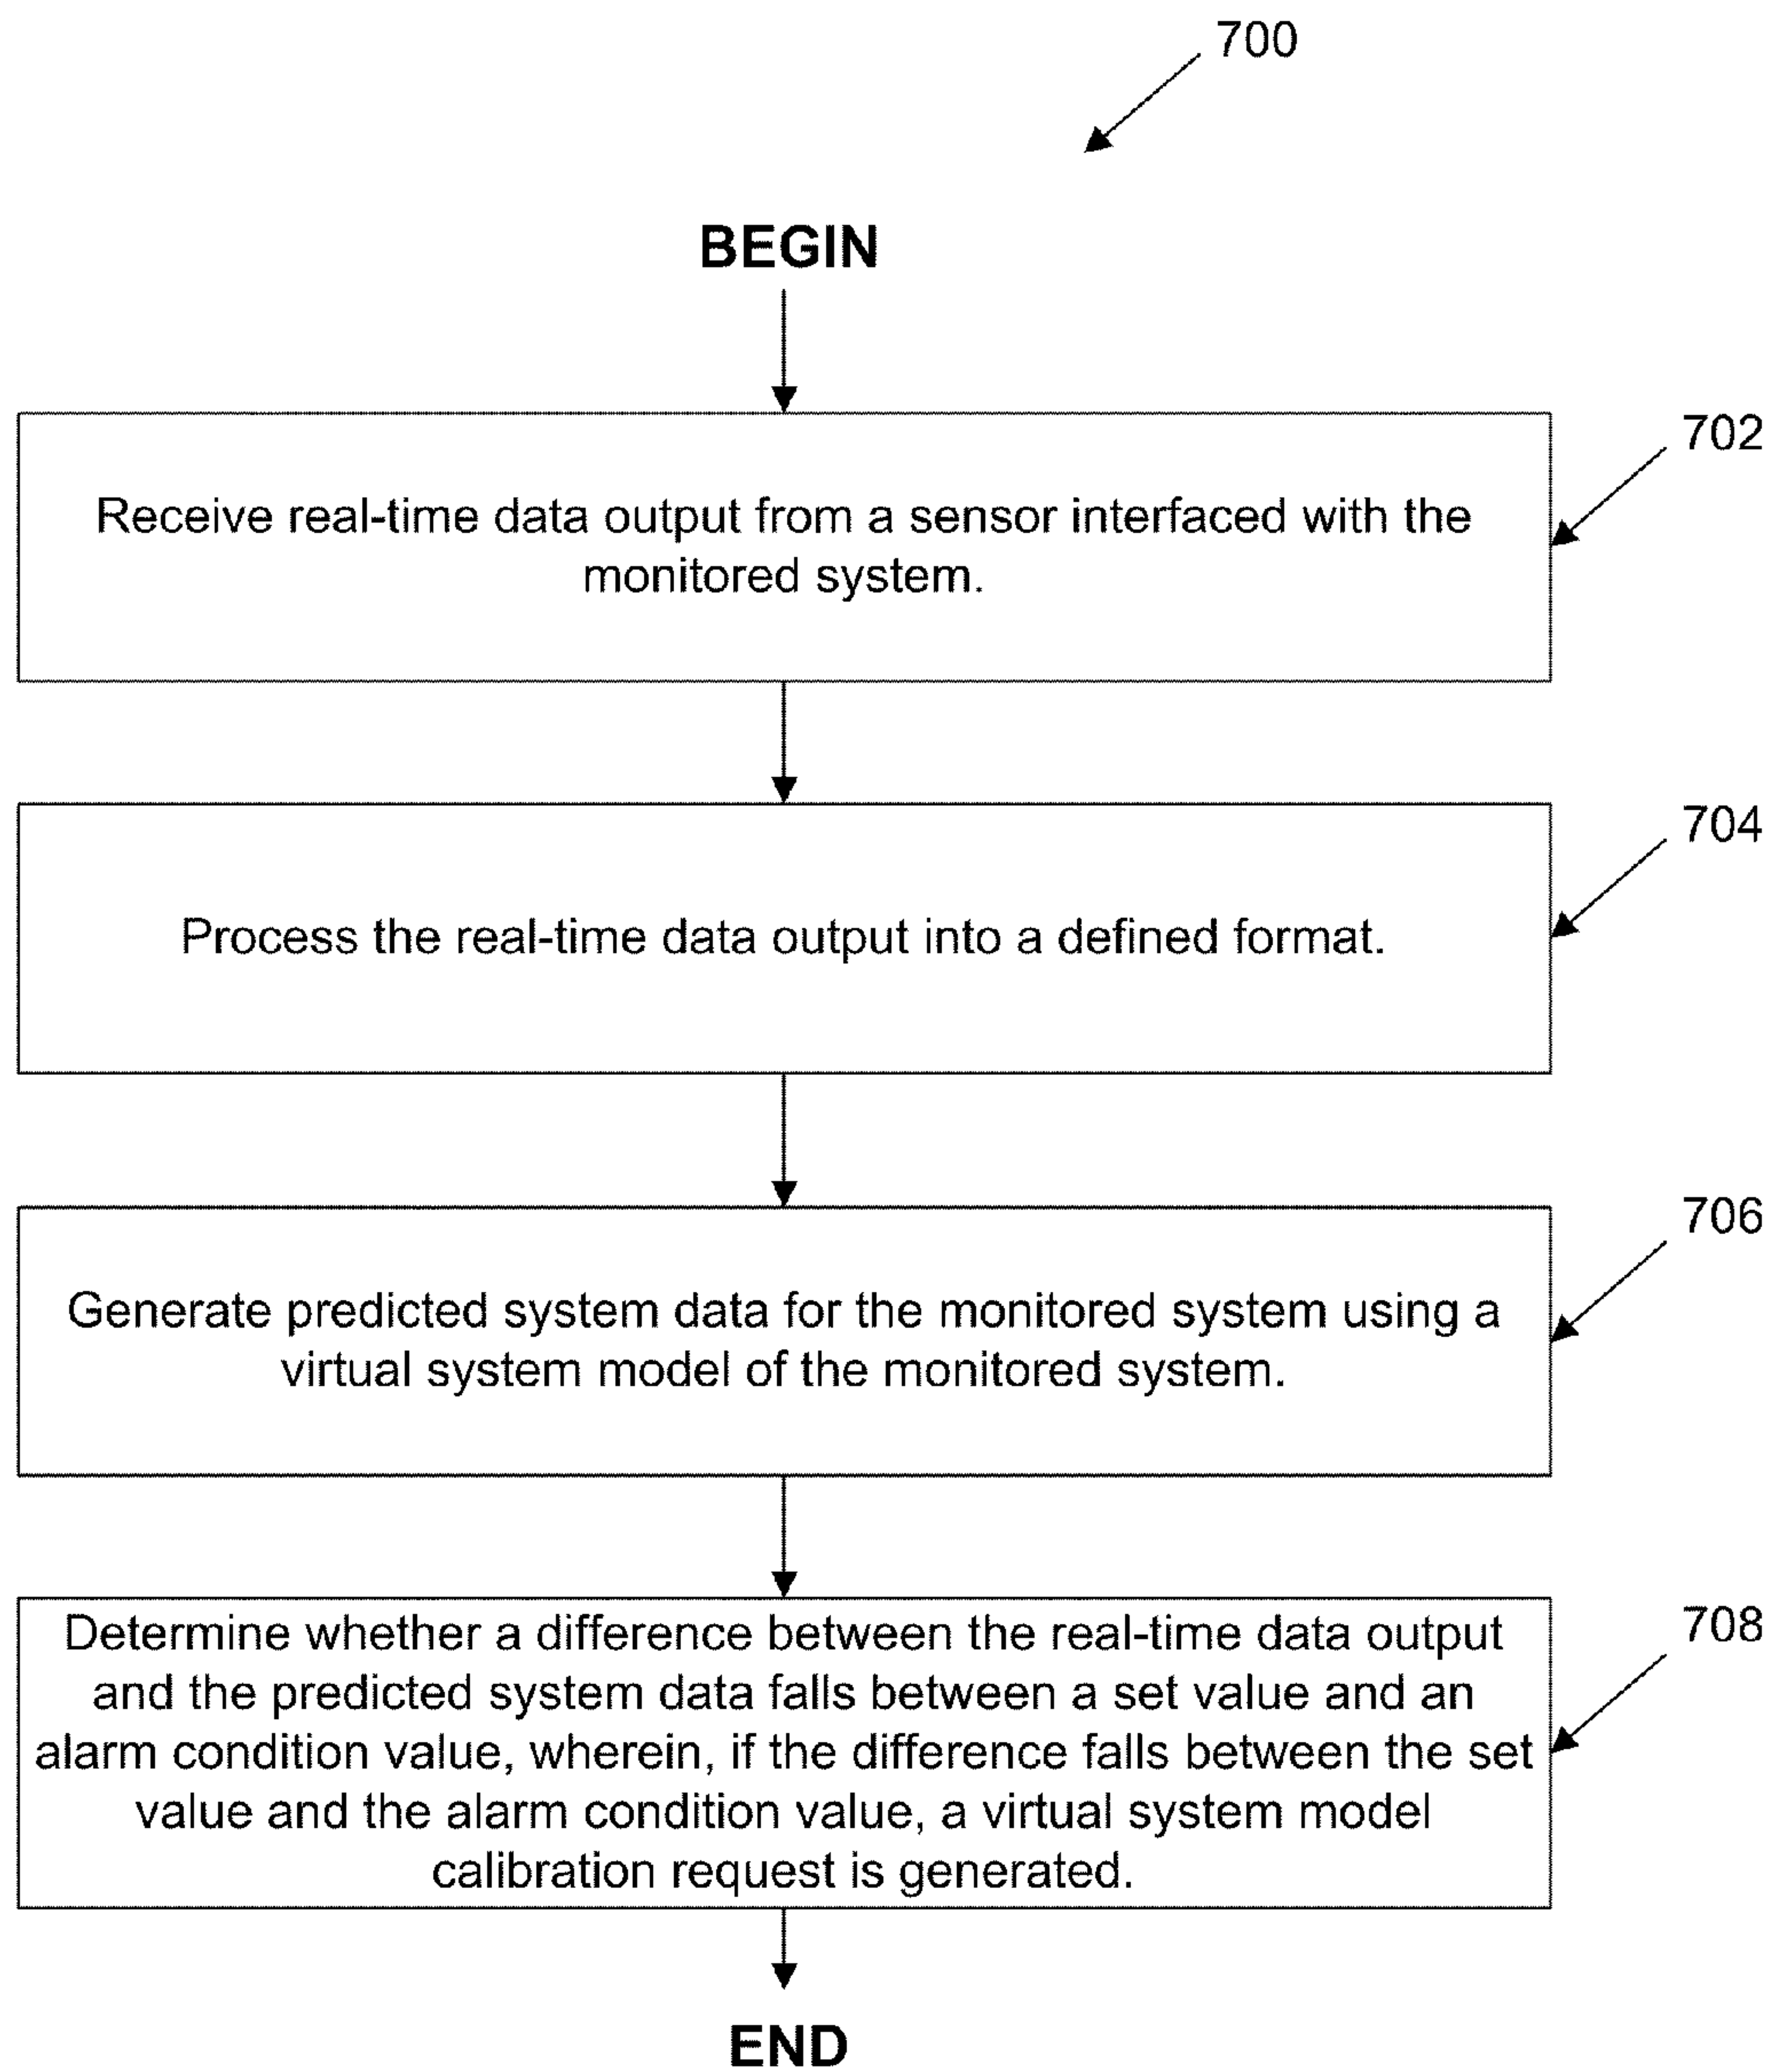 700
BEGIN
702
Receive real-time data output from a sensor interfaced with the
monitored system.
704
Process the real-time data output into a defined format.
706
Generate predicted system data for the monitored system using a
virtual system model of the monitored system.
708
Determine whether a difference between the real-time data output
and the predicted system data falls between a set value and an
alarm condition value, wherein, if the difference falls between the set
value and the alarm condition value, a virtual system model
calibration request is generated.
END